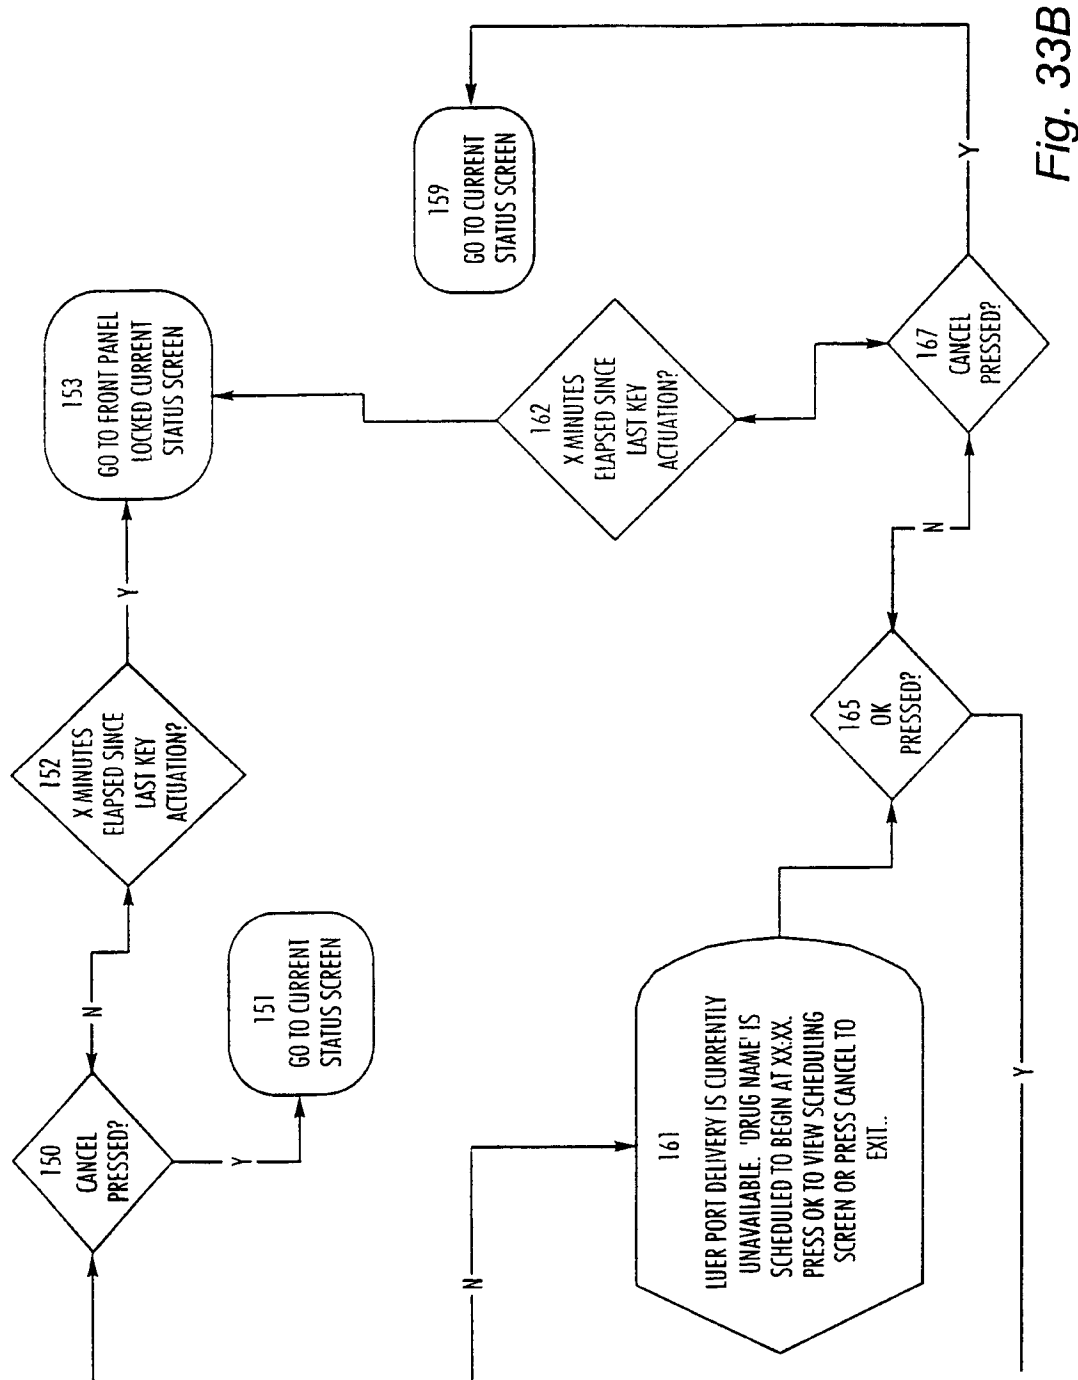 150
CANCEL
PRESSED?
N
Y
151
GO TO CURRENT
STATUS SCREEN
152
X MINUTES
ELAPSED SINCE
LAST KEY
ACTUATION?
Y
153
GO TO FRONT PANEL
LOCKED CURRENT
STATUS SCREEN
N
161
LUER PORT DELIVERY IS CURRENTLY
UNAVAILABLE. 'DRUG NAME' IS
SCHEDULED TO BEGIN AT XX:XX.
PRESS OK TO VIEW SCHEDULING
SCREEN OR PRESS CANCEL TO
EXIT..
165
OK
PRESSED?
Y
N
162
X MINUTES
ELAPSED SINCE
LAST KEY
ACTUATION?
167
CANCEL
PRESSED?
Y
159
GO TO CURRENT
STATUS SCREEN
Fig. 33B